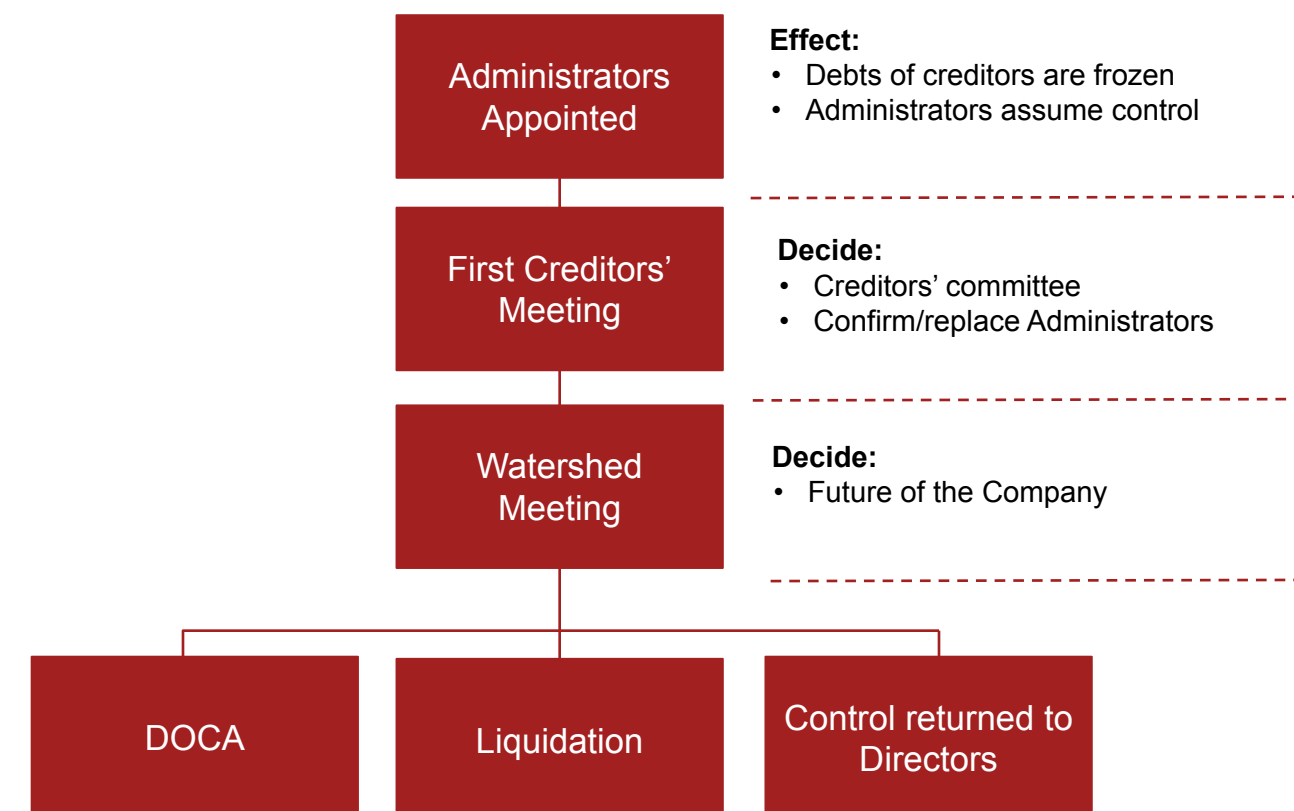 Administrators
Appointed
Effect:
• Debts of creditors are frozen
• Administrators assume control
First Creditors’
Meeting
Decide:
• Creditors’ committee
• Confirm/replace Administrators
Watershed
Meeting
Decide:
• Future of the Company
DOCA
Liquidation
Control returned to
Directors